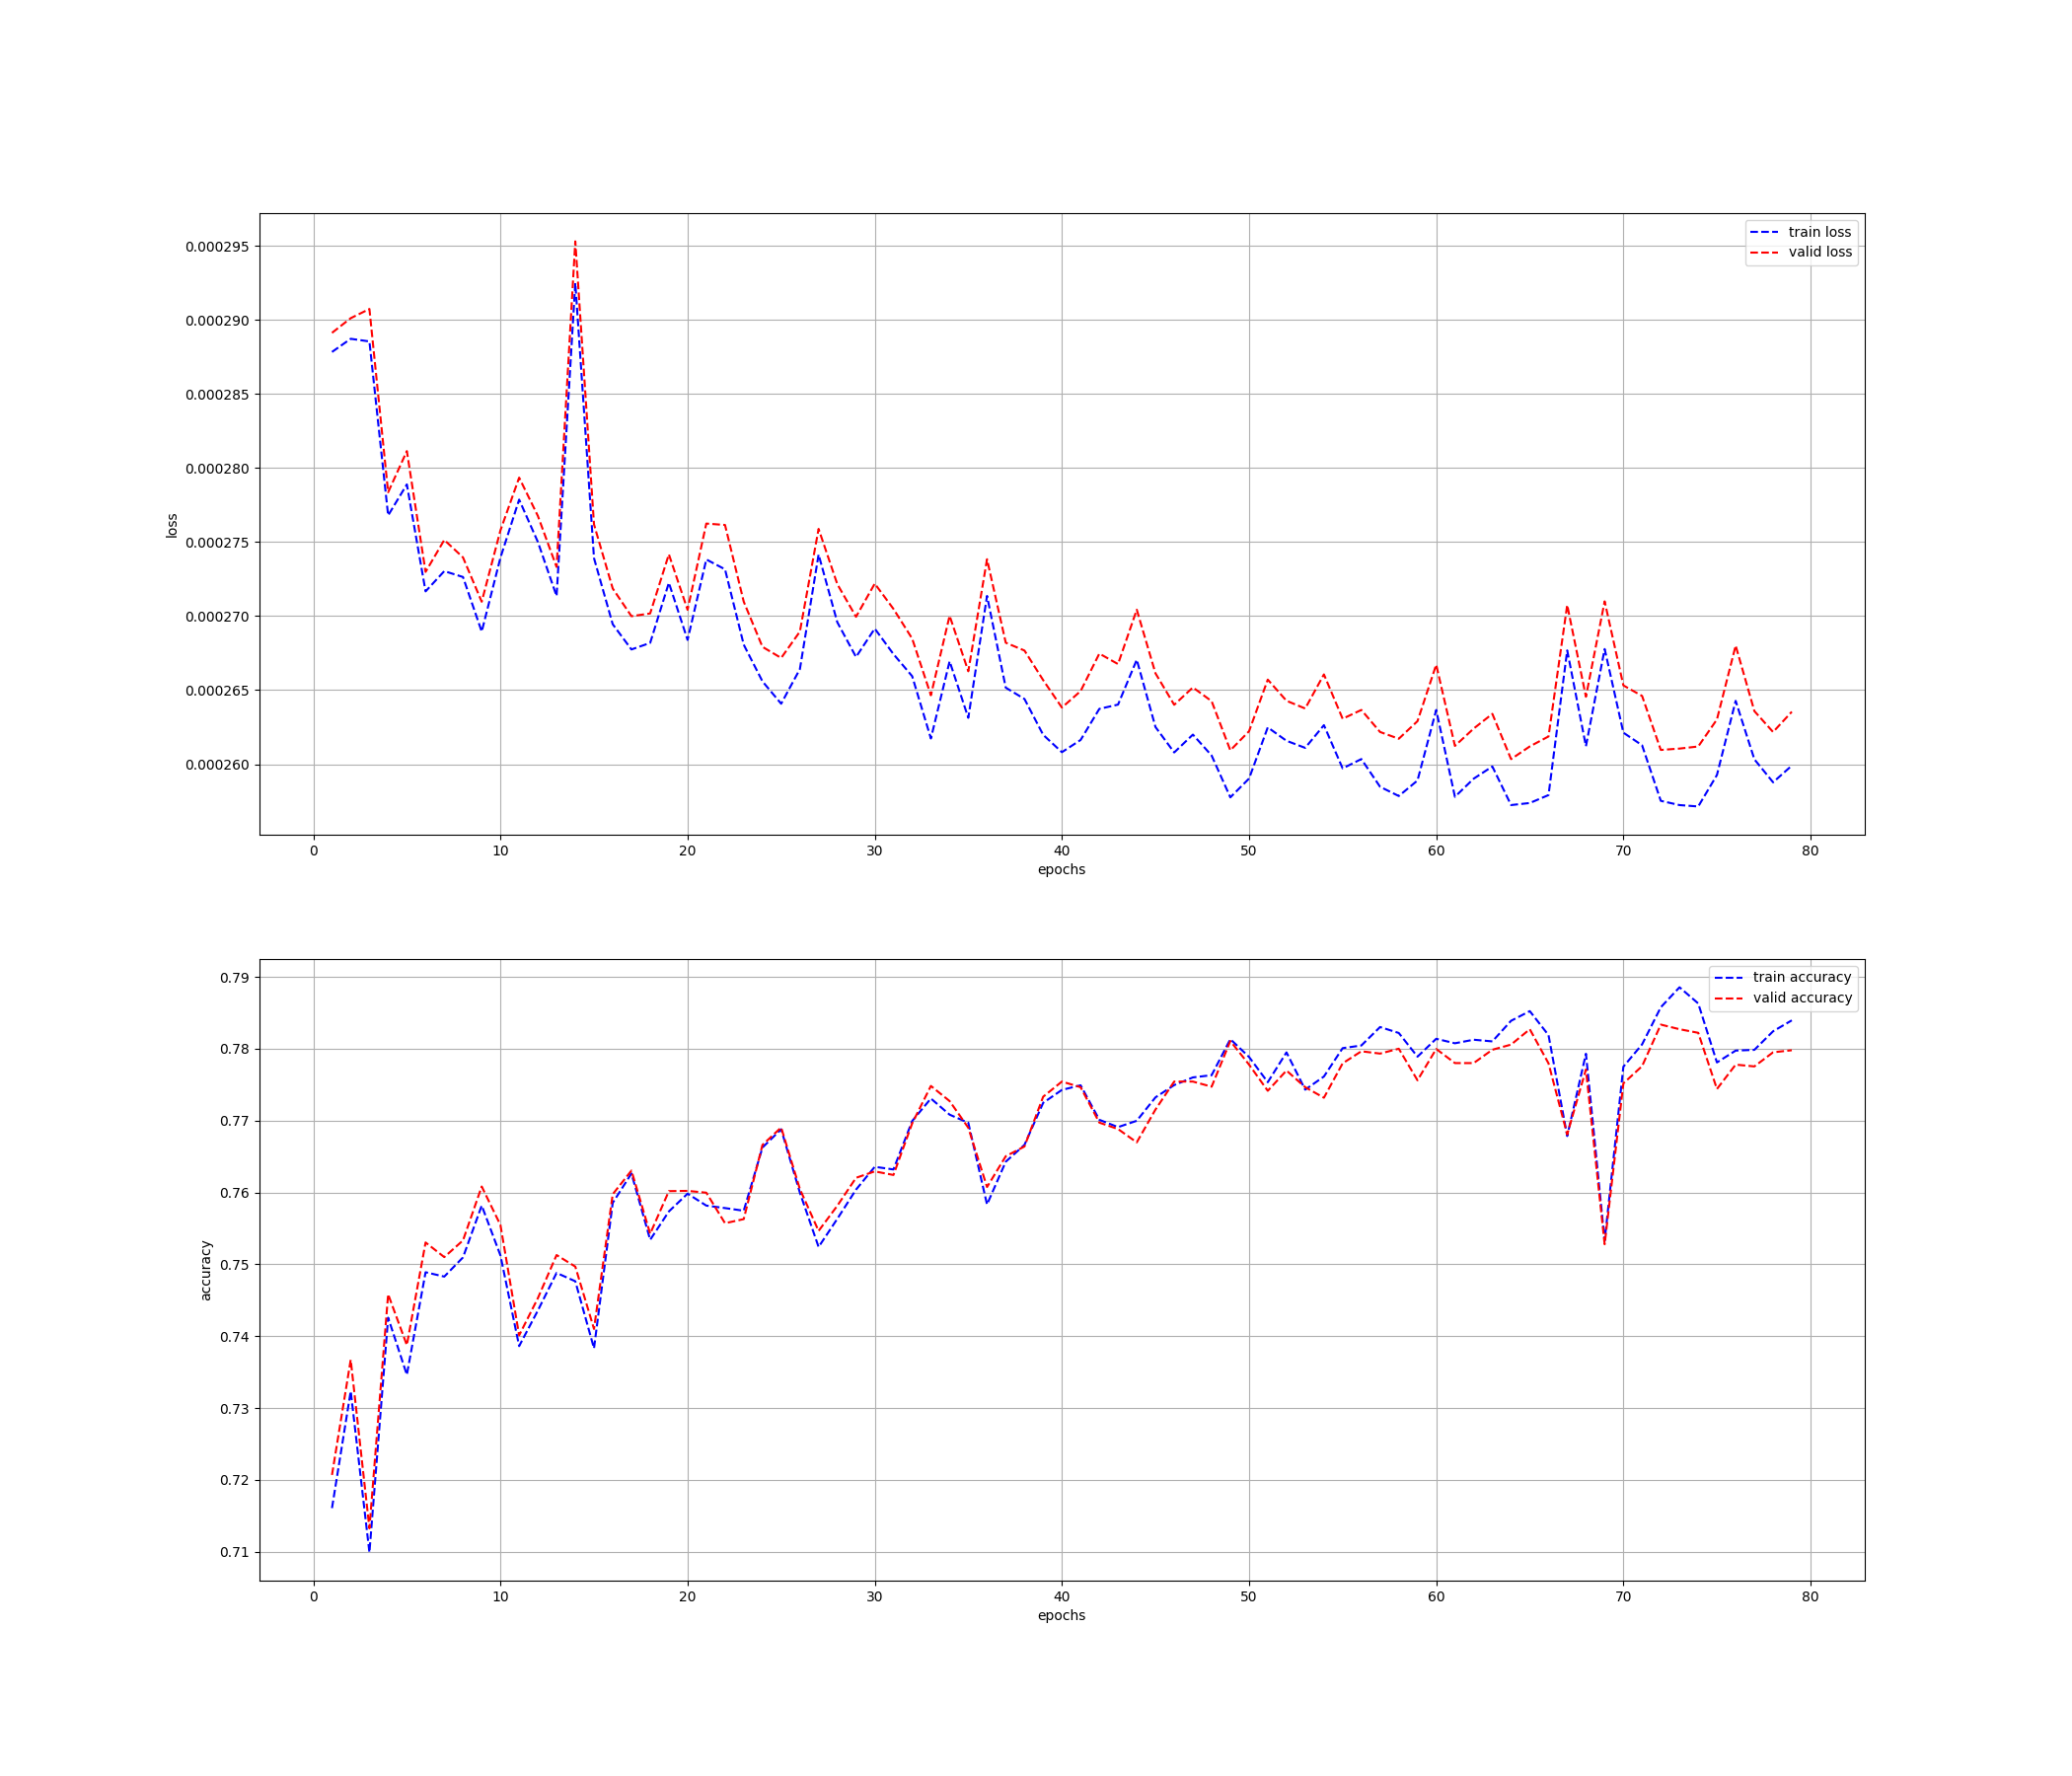 0.000295
0.000290
0.000285
0.000280
0.000275
0.000270
0.000265
0.000260
loss
train loss
valid loss
0 10 20 30 40 50 60 70 80
epochs
0.79
0.78
0.77
0.76
0.75
0.74
0.73
0.72
0.71
accuracy
train accuracy
valid accuracy
0 10 20 30 40 50 60 70 80
epochs